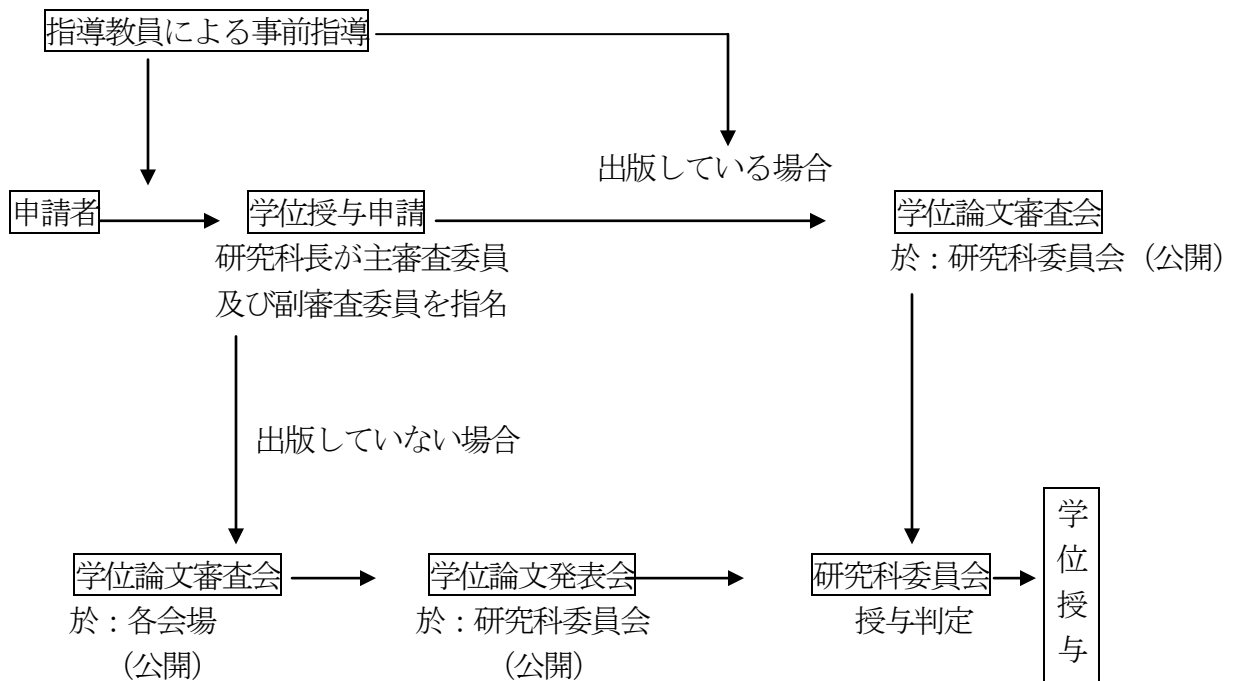 指導教員による事前指導
出版している場合
申請者
学位授与申請
学位論文審査会
研究科長が主審査委員
及び副審査委員を指名
於:研究科委員会(公開)
出版していない場合
学位論文審査会
於:各会場
(公開)
学位論文発表会
於:研究科委員会
(公開)
研究科委員会
授与判定
学位授与